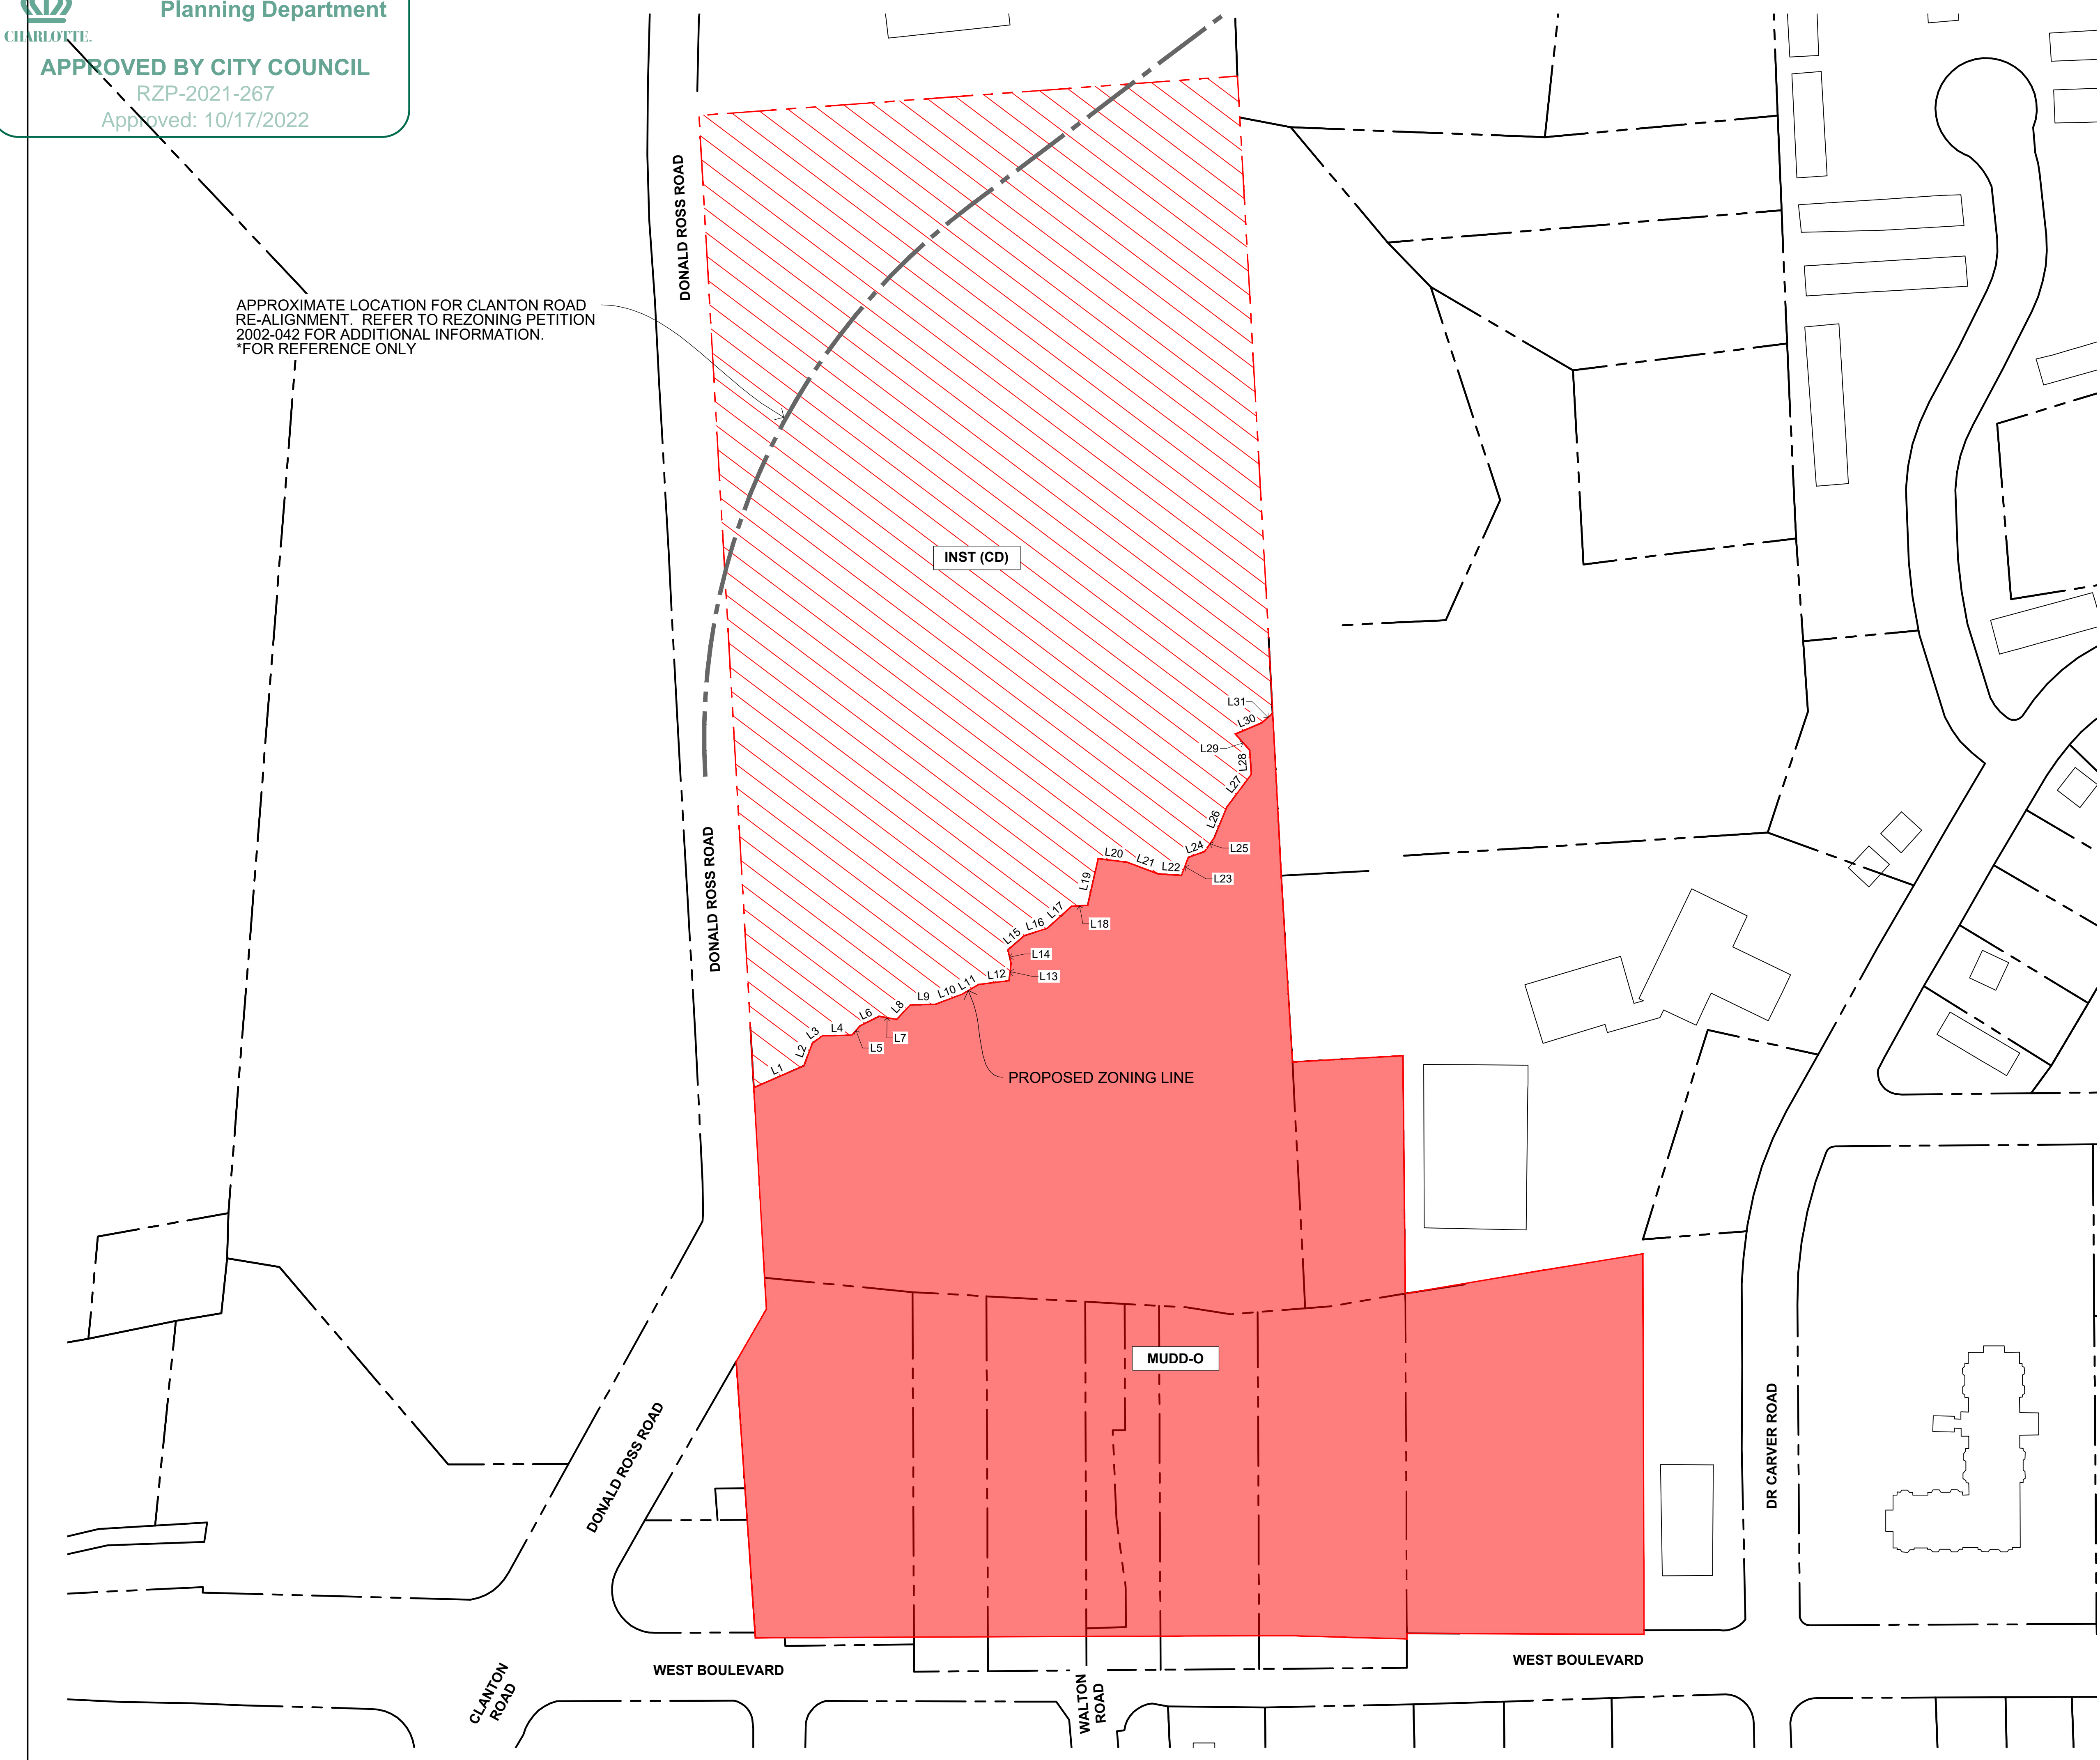 Planning Department
CHARLOTTE.
APPROVED BY CITY COUNCIL
RZP-2021-267
Approved: 10/17/2022
DONALD ROSS ROAD
APPROXIMATE LOCATION FOR CLANTON ROAD
RE-ALIGNMENT. REFER TO REZONING PETITION
2002-042 FOR ADDITIONAL INFORMATION.
*FOR REFERENCE ONLY
INST (CD)
L31
L30
L29
L28
L27
L26
L25
L24
L23
L22
L21
L20
L19
L18
L17
L16
L15
L14
L13
L12
L11
L10
L9
L8
L7
L6
L5
L4
L3
L2
L1
DONALD ROSS ROAD
PROPOSED ZONING LINE
MUDD-O
DONALD ROSS ROAD
DR CARVER ROAD
WEST BOULEVARD
WEST BOULEVARD
CLANTON
ROAD
WALTON
ROAD